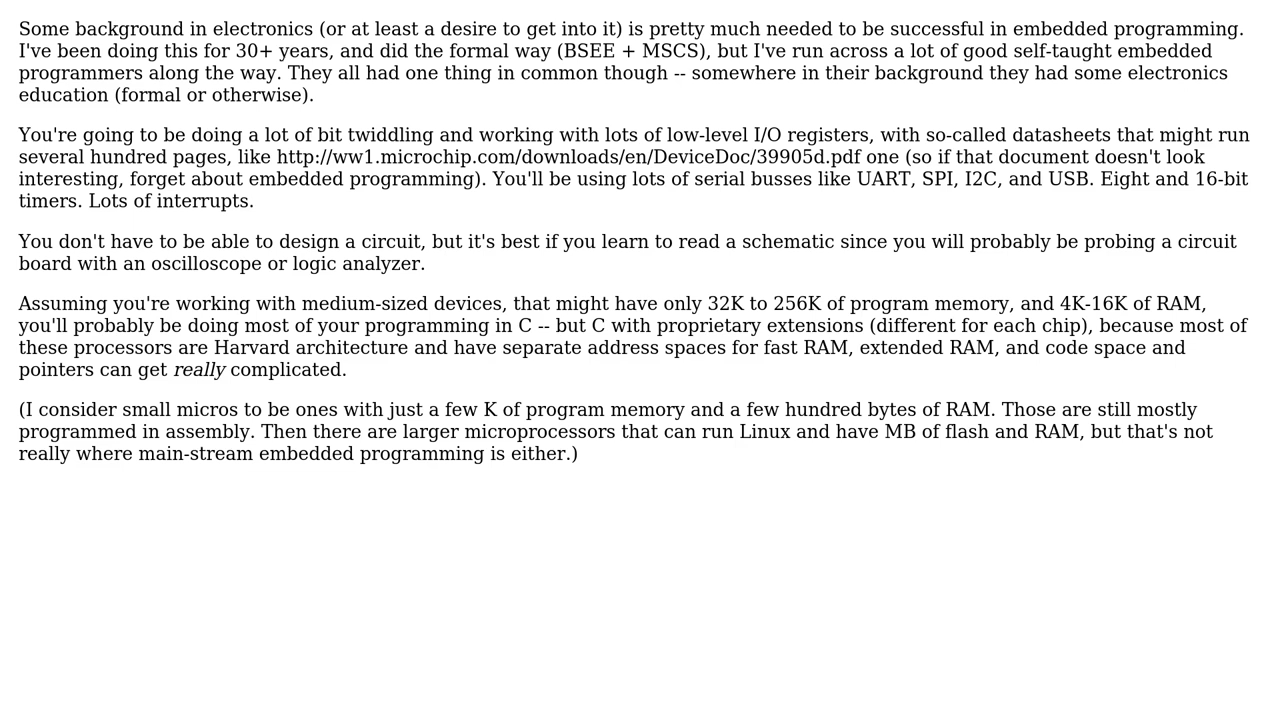 Some background in electronics (or at least a desire to get into it) is pretty much needed to be successful in embedded programming.
I've been doing this for 30+ years, and did the formal way (BSEE + MSCS), but I've run across a lot of good self-taught embedded
programmers along the way. They all had one thing in common though -- somewhere in their background they had some electronics
education (formal or otherwise).
You're going to be doing a lot of bit twiddling and working with lots of low-level I/O registers, with so-called datasheets that might run
several hundred pages, like http://ww1.microchip.com/downloads/en/DeviceDoc/39905d.pdf one (so if that document doesn't look
interesting, forget about embedded programming). You'll be using lots of serial busses like UART, SPI, I2C, and USB. Eight and 16-bit
timers. Lots of interrupts.
You don't have to be able to design a circuit, but it's best if you learn to read a schematic since you will probably be probing a circuit
board with an oscilloscope or logic analyzer.
Assuming you're working with medium-sized devices, that might have only 32K to 256K of program memory, and 4K-16K of RAM,
you'll probably be doing most of your programming in C -- but C with proprietary extensions (different for each chip), because most of
these processors are Harvard architecture and have separate address spaces for fast RAM, extended RAM, and code space and
pointers can get really complicated.
(I consider small micros to be ones with just a few K of program memory and a few hundred bytes of RAM. Those are still mostly
programmed in assembly. Then there are larger microprocessors that can run Linux and have MB of flash and RAM, but that's not
really where main-stream embedded programming is either.)